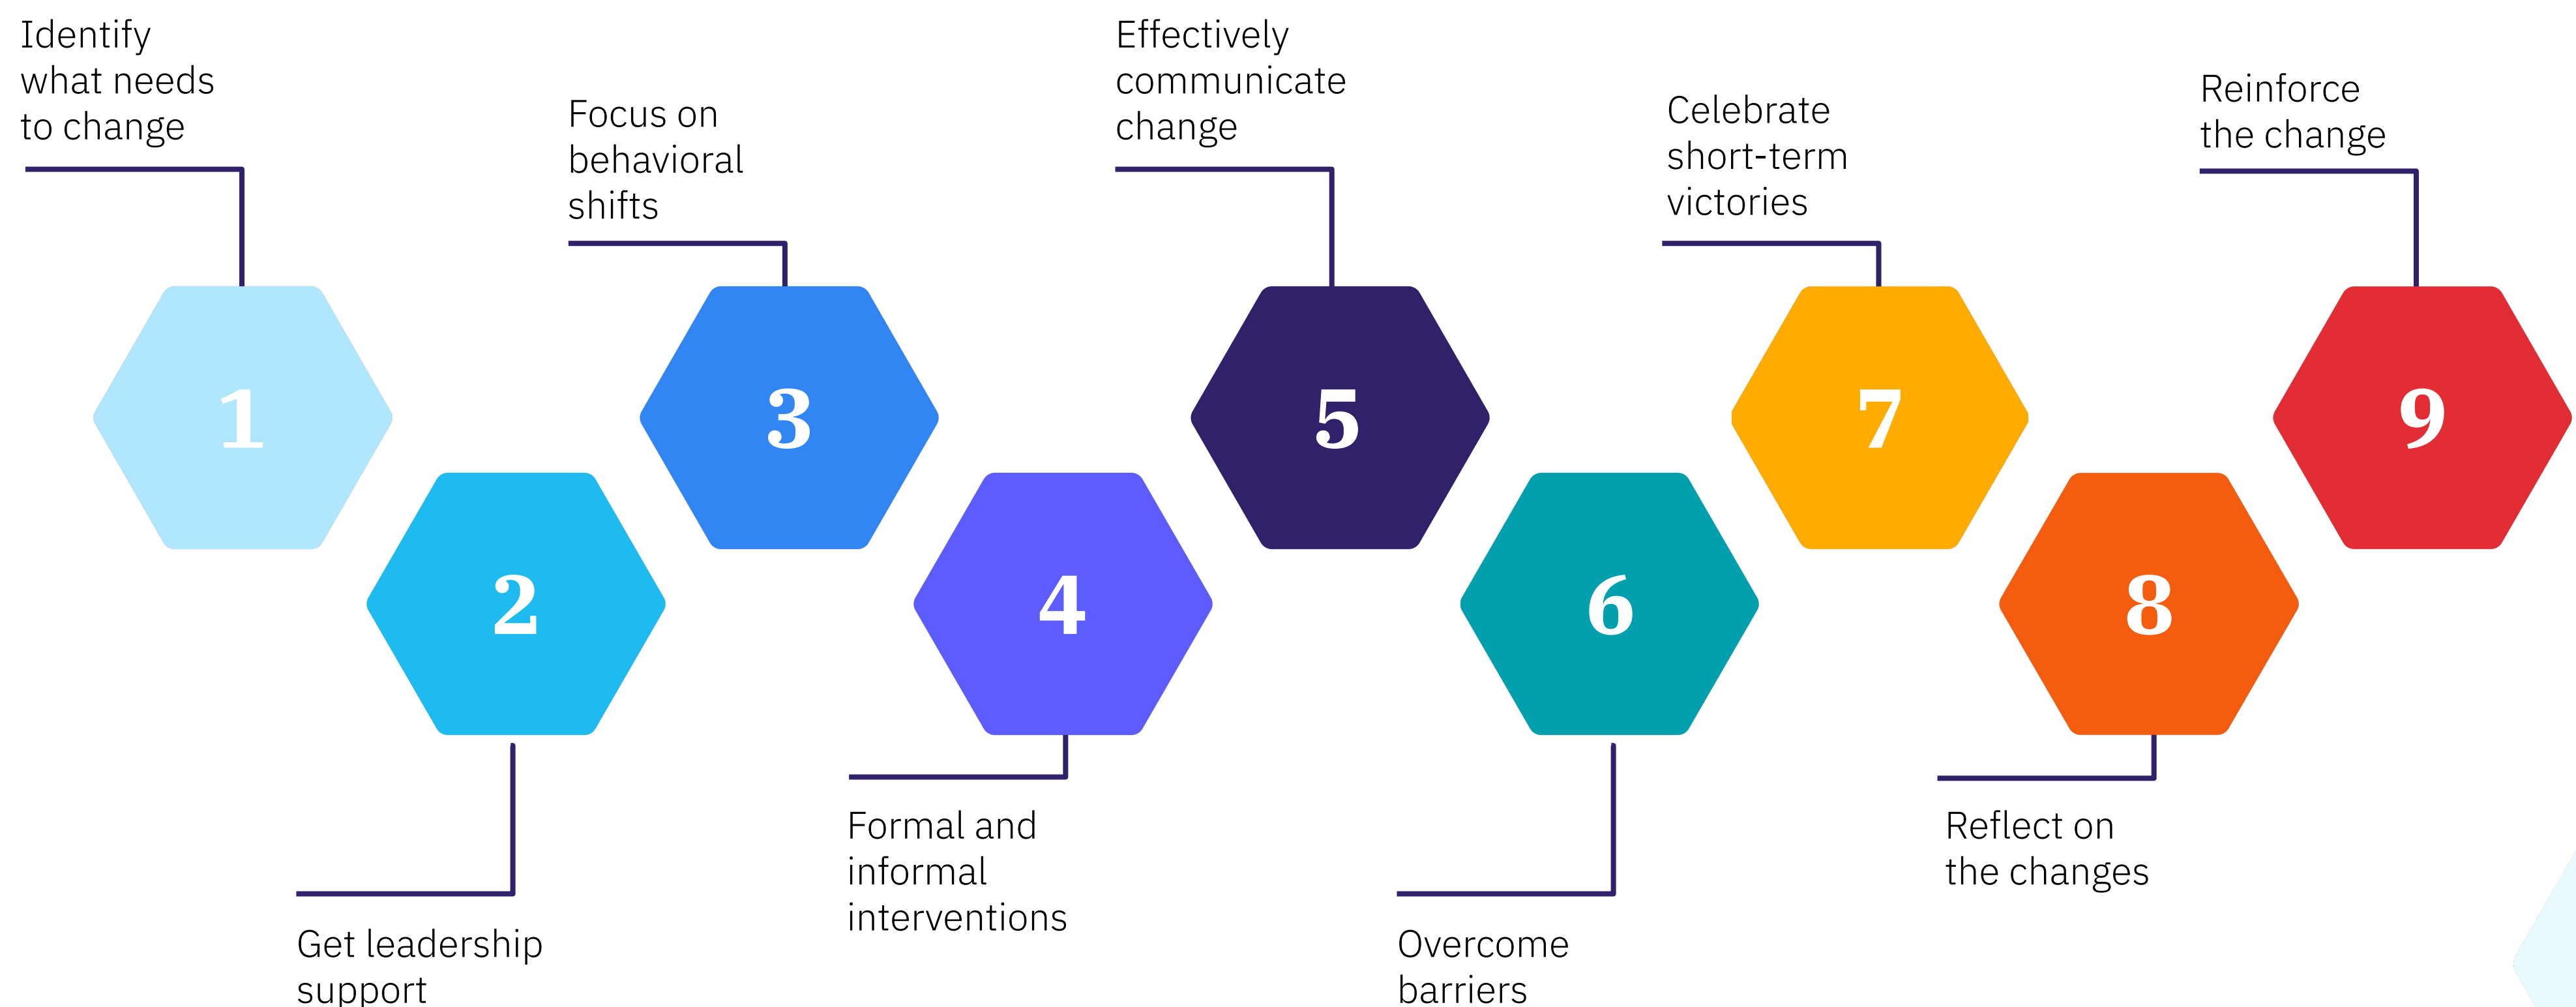 Identify
what needs
to change
1
Get leadership
support
2
Focus on
behavioral
shifts
3
Formal and
informal
interventions
4
Effectively
communicate
change
5
Overcome
barriers
6
Celebrate
short-term
victories
7
Reflect on
the changes
8
Reinforce
the change
9